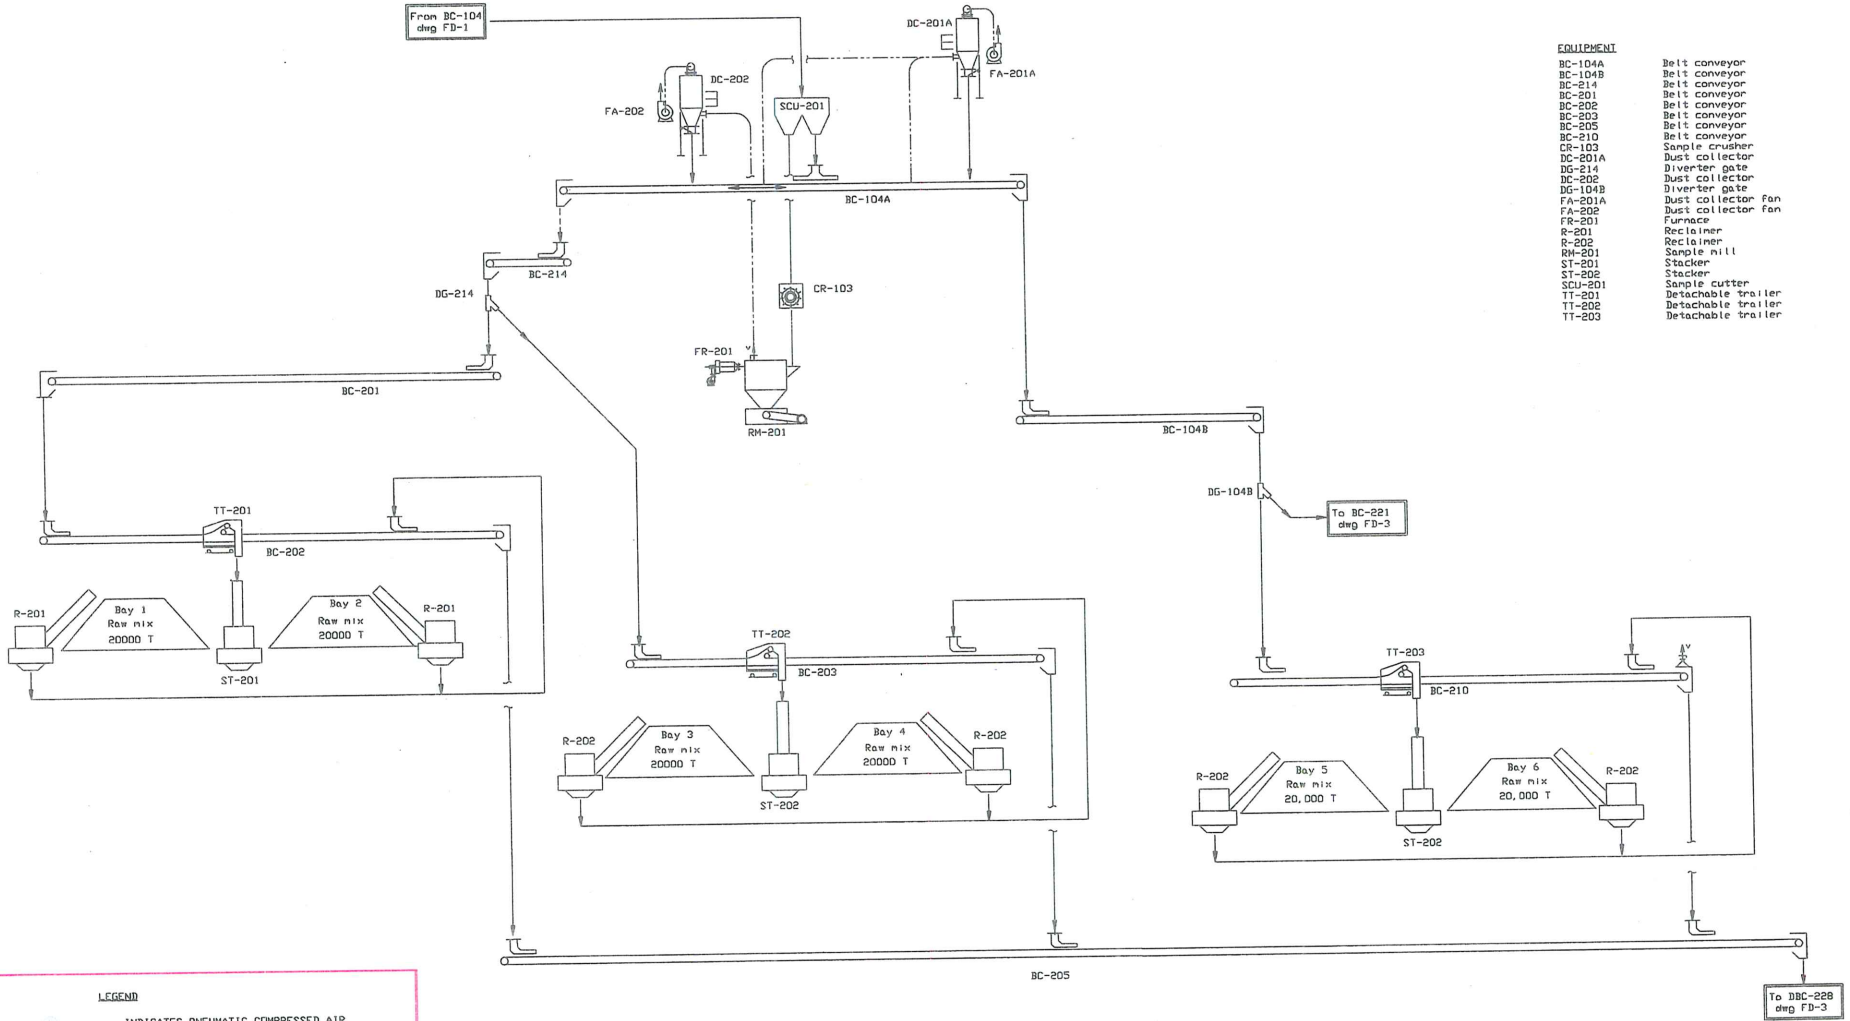 From BC-104
dwg FD-1
DC-201A
FA-201A
DC-202
FA-202
SCU-201
BC-104A
BC-214
DG-214
CR-103
FR-201
RM-201
BC-201
BC-104B
DG-104B
To BC-221
dwg FD-3
TT-201
BC-202
R-201
Bay 1
Raw mix
20000 T
Bay 2
Raw mix
20000 T
R-201
ST-201
TT-202
BC-203
R-202
Bay 3
Raw mix
20000 T
Bay 4
Raw mix
20000 T
R-202
ST-202
TT-203
BC-210
V
R-202
Bay 5
Raw mix
20,000 T
Bay 6
Raw mix
20,000 T
R-202
ST-202
BC-205
To DBC-228
dwg FD-3
EQUIPMENT
BC-104A Belt conveyor
BC-104B Belt conveyor
BC-214 Belt conveyor
BC-201 Belt conveyor
BC-202 Belt conveyor
BC-203 Belt conveyor
BC-205 Belt conveyor
BC-210 Belt conveyor
CR-103 Sample crusher
DC-201A Dust collector
DG-214 Diverter gate
DC-202 Dust collector
DG-104B Diverter gate
FA-201A Dust collector fan
FA-202 Dust collector fan
FR-201 Furnace
R-201 Reclaimer
R-202 Reclaimer
RM-201 Sample mill
ST-201 Stacker
ST-202 Stacker
SCU-201 Sample cutter
TT-201 Detachable trailer
TT-202 Detachable trailer
TT-203 Detachable trailer
LEGEND
INDICATES PNEUMATIC COMPRESSED AIR